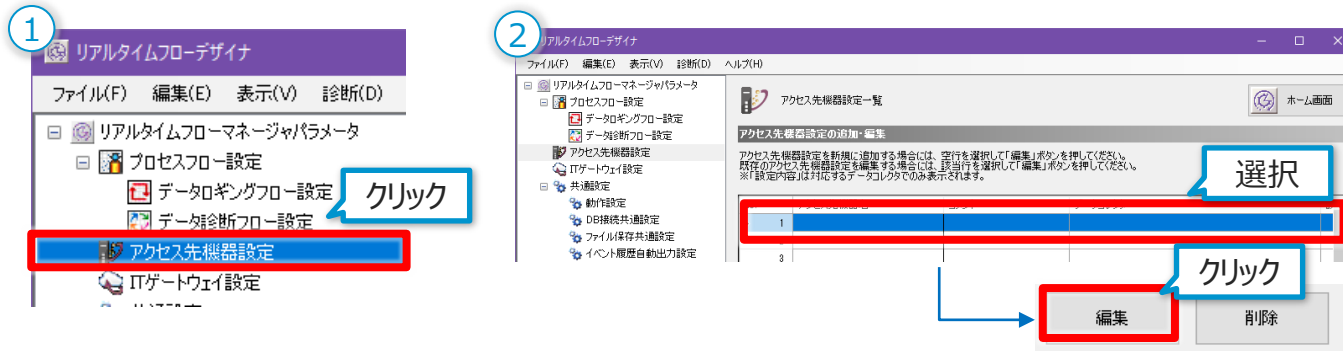 1
リアルタイムフローデザイナ
ファイル(F) 編集(E) 表示(V) 診断(D)
リアルタイムフローマネージャパラメータ
プロセスフロー設定
データロギングフロー設定
データ診断フロー設定
アクセス先機器設定
ITゲートウェイ設定
クリック
2
リアルタイムフローデザイナ
ファイル(F) 編集(E) 表示(V) 診断(D) ヘルプ(H)
リアルタイムフローマネージャパラメータ
プロセスフロー設定
データロギングフロー設定
データ診断フロー設定
アクセス先機器設定
ITゲートウェイ設定
共通設定
動作設定
DB接続共通設定
ファイル保存共通設定
イベント履歴自動出力設定
アクセス先機器設定一覧
ホーム画面
アクセス先機器設定の追加・編集
アクセス先機器設定を新規に追加する場合には、空行を選択して「編集」ボタンを押してください。
既存のアクセス先機器設定を編集する場合には、該当行を選択して「編集」ボタンを押してください。
※「設定内容」は対応するデータコレクタでのみ表示されます。
選択
1
3
クリック
編集
削除